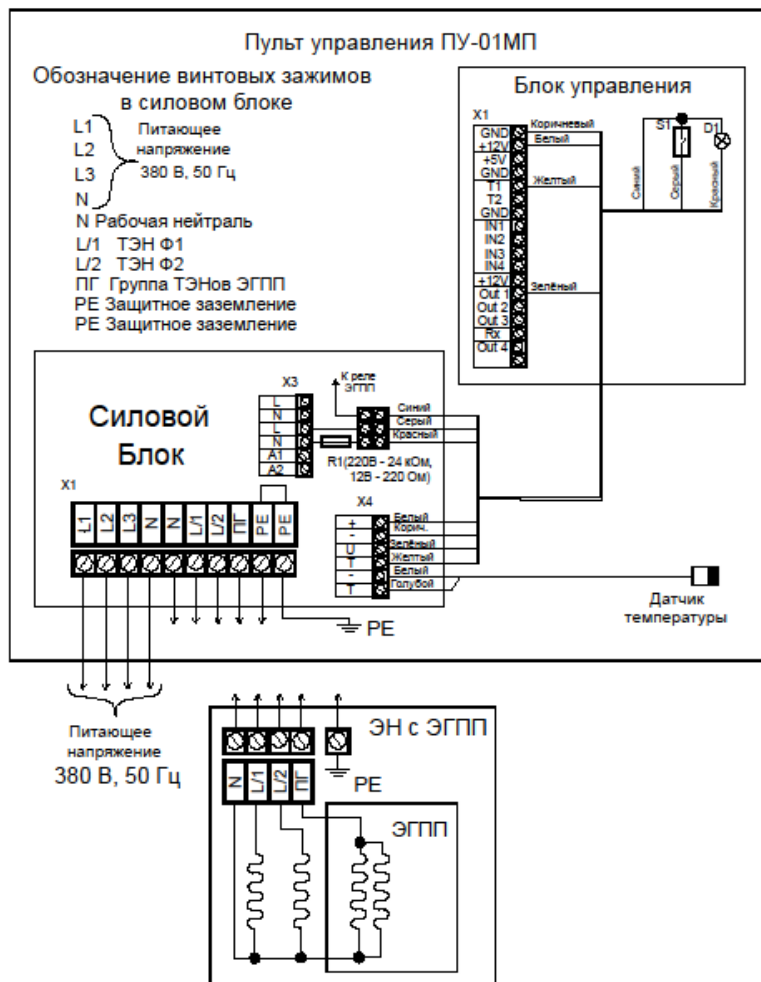 Пульт управления ПУ-01МП
Обозначение винтовых зажимов
в силовом блоке
L1
L2
L3
N
Питающее
напряжение
380 В, 50 Гц
N Рабочая нейтраль
L/1 ТЭН Ф1
L/2 ТЭН Ф2
ПГ Группа ТЭНов ЭГПП
РЕ Защитное заземление
РЕ Защитное заземление
Блок управления
X1
GND
+12V
+5V
GND
T1
T2
GND
IN1
IN2
IN3
IN4
+12V
Out 1
Out 2
Out 3
Rx
Out 4
Коричневый
Белый
Желтый
Зелёный
S1
D1
Синий
Серый
Красный
Силовой
Блок
X3
L
N
L
N
A1
A2
К реле
ЭГПП
Синий
Серый
Красный
R1(220В - 24 кОм,
12В - 220 Ом)
X1
L1
L2
L3
N
N
L/1
L/2
ПГ
PE
PE
X4
+
-
U
T
-
T
Белый
Корич.
Зелёный
Желтый
Белый
Голубой
PE
Датчик
температуры
Питающее
напряжение
380 В, 50 Гц
ЭН с ЭГПП
N
L/1
L/2
ПГ
PE
ЭГПП